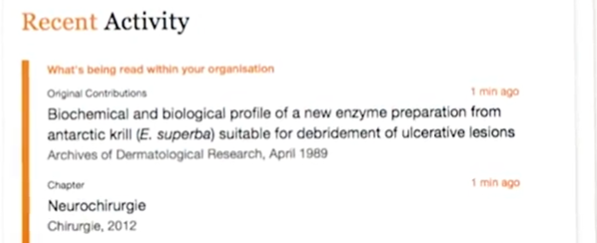 Recent Activity
What's being read within your organisation
Original Contributions
1 min ago
Biochemical and biological profile of a new enzyme preparation from
antarctic krill (E. superba) suitable for debridement of ulcerative lesions
Archives of Dermatological Research, April 1989
Chapter
1 min ago
Neurochirurgie
Chirurgie, 2012